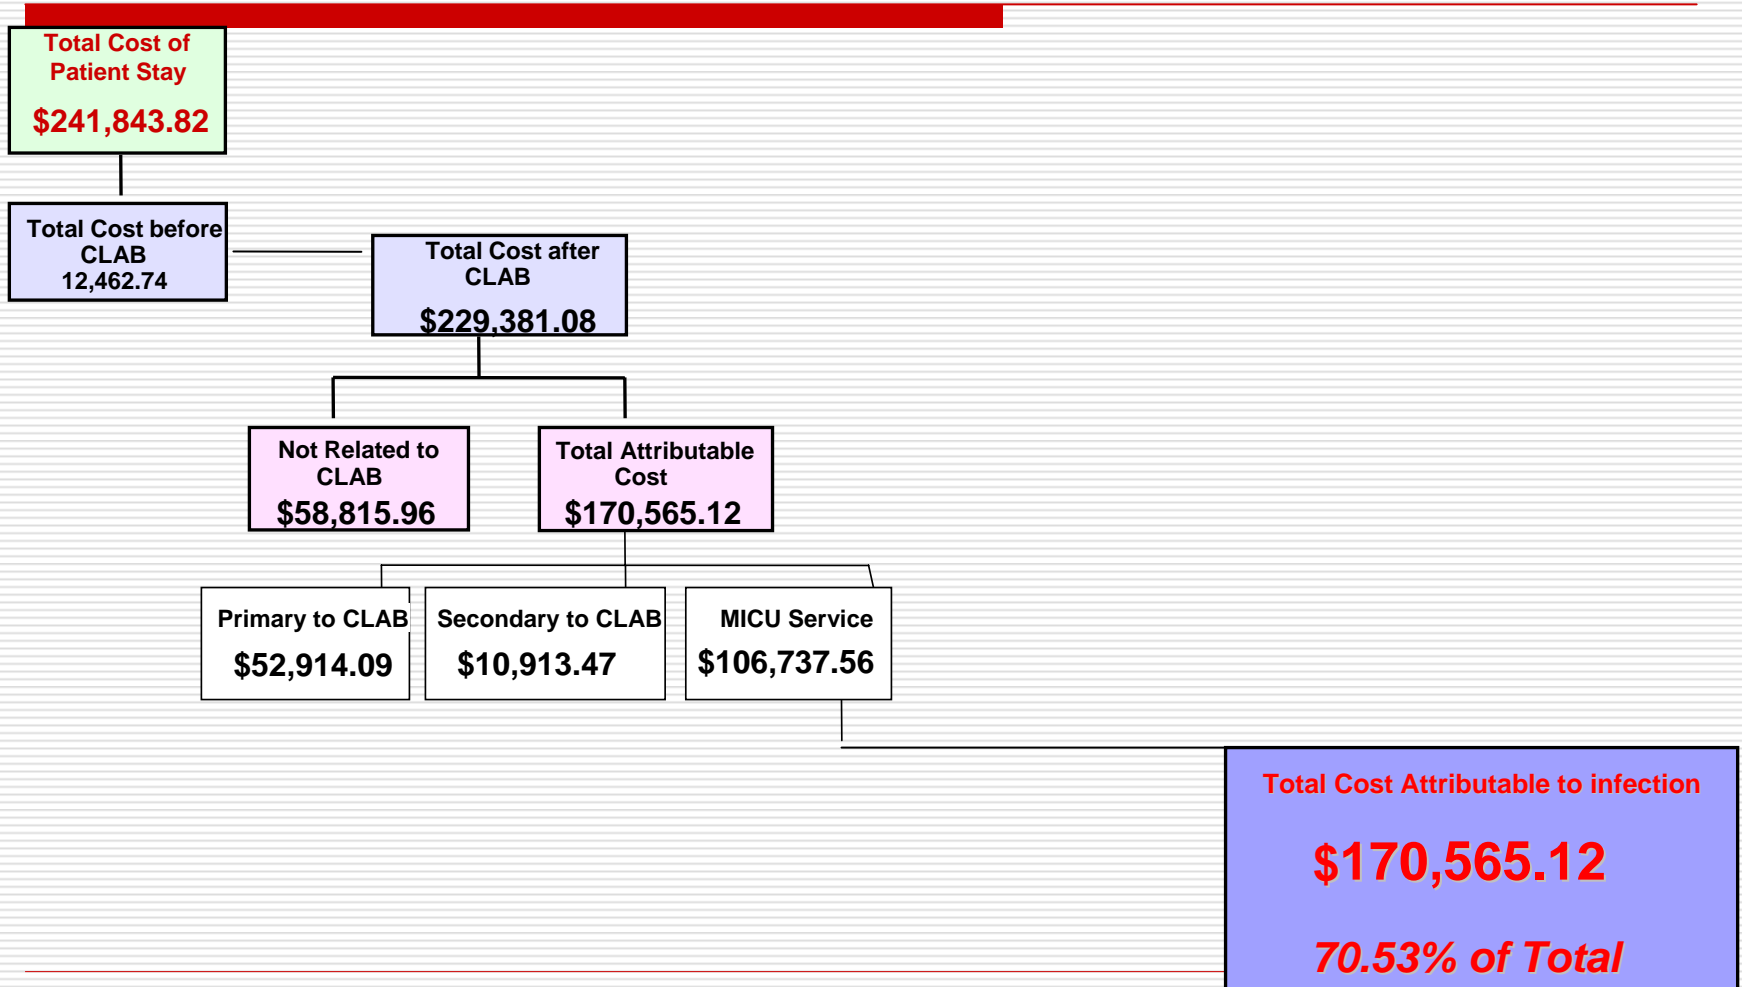 Total Cost of
Patient Stay
$241,843.82
Total Cost before
CLAB
12,462.74
Total Cost after
CLAB
$229,381.08
Not Related to
CLAB
$58,815.96
Total Attributable
Cost
$170,565.12
Primary to CLAB
$52,914.09
Secondary to CLAB
$10,913.47
MICU Service
$106,737.56
Total Cost Attributable to infection
$170,565.12
70.53% of Total